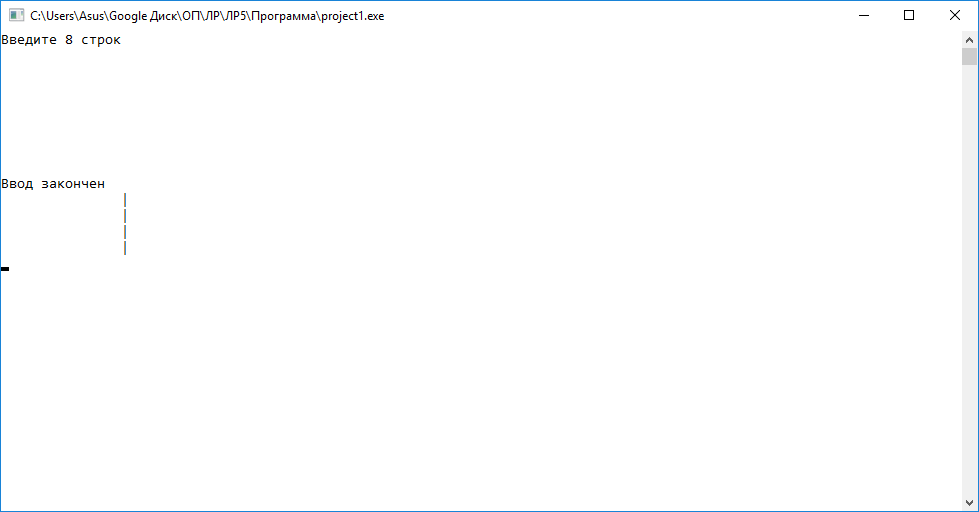 C:\Users\Asus\Google Диск\ОП\ЛР\ЛР5\Программа\project1.exe
Введите 8 строк
Ввод закончен
|
|
|
|